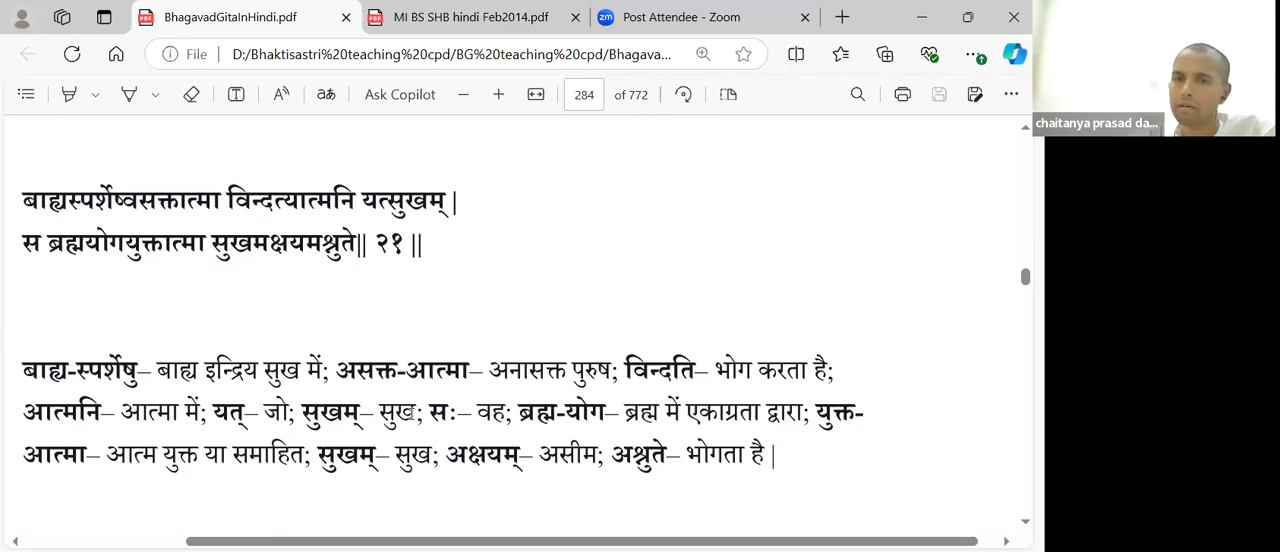 BhagavadGitaInHindi.pdf
MI BS SHB hindi Feb2014.pdf
zm Post Attendee - Zoom
File D:/Bhaktisastri%20teaching%20cpd/BG%20teaching%20cpd/Bhagava...
Ask Copilot 284 of 772
chaitanya prasad da...
बाह्यस्पर्शेष्वसक्तात्मा विन्दत्यात्मनि यत्सुखम् |
स ब्रह्मयोगयुक्तात्मा सुखमक्षयमश्नुते|| २१ ||
बाह्य-स्पर्शेषु– बाह्य इन्द्रिय सुख में; असक्त-आत्मा– अनासक्त पुरुष; विन्दति– भोग करता है;
आत्मनि– आत्मा में; यत्– जो; सुखम्– सुख; सः– वह; ब्रह्म-योग– ब्रह्म में एकाग्रता द्वारा; युक्त-
आत्मा– आत्म युक्त या समाहित; सुखम्– सुख; अक्षयम्– असीम; अश्नुते– भोगता है |